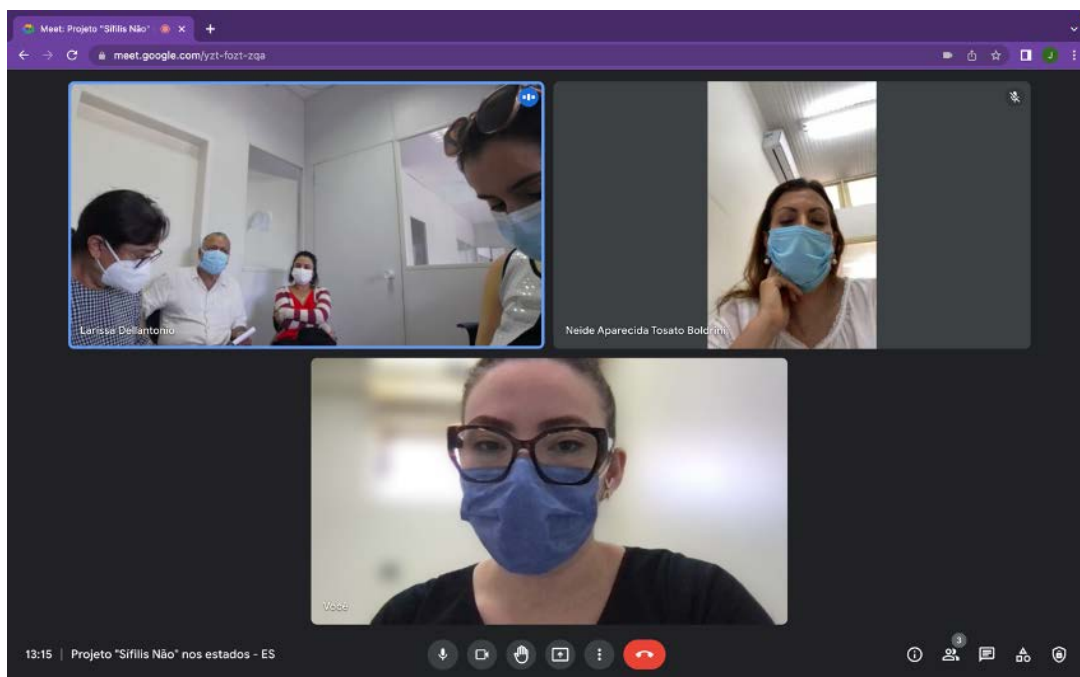 Meet: Projeto "Sífilis Não"
meet.google.com/yzt-fozt-zqa
J
Larissa Dellantonio
Neide Aparecida Tosato Boldrini
Você
13:15 | Projeto "Sífilis Não" nos estados - ES
3